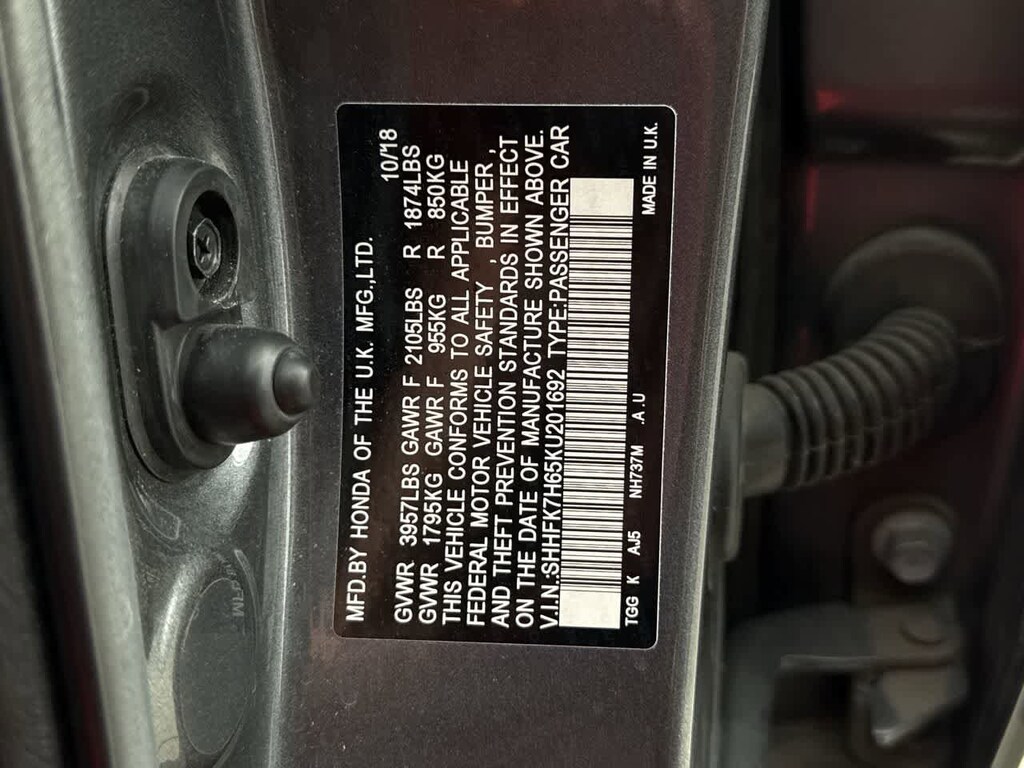 MFD.BY HONDA OF THE U.K. MFG.,LTD.
10/18
GVWR 3957LBS GAWR F 2105LBS R 1874LBS
GVWR 1795KG GAWR F 955KG R 850KG
THIS VEHICLE CONFORMS TO ALL APPLICABLE
FEDERAL MOTOR VEHICLE SAFETY , BUMPER ,
AND THEFT PREVENTION STANDARDS IN EFFECT
ON THE DATE OF MANUFACTURE SHOWN ABOVE.
V.I.N.:SHHFK7H65KU201692 TYPE:PASSENGER CAR
TGG K AJ5 NH737M .A .U MADE IN U.K.